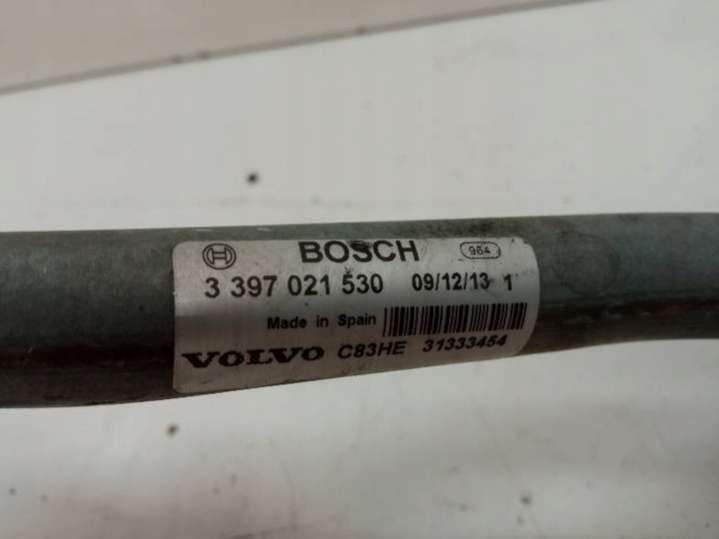 BOSCH 984
3 397 021 530 09/12/13 1
Made in Spain
VOLVO C83HE 31333454